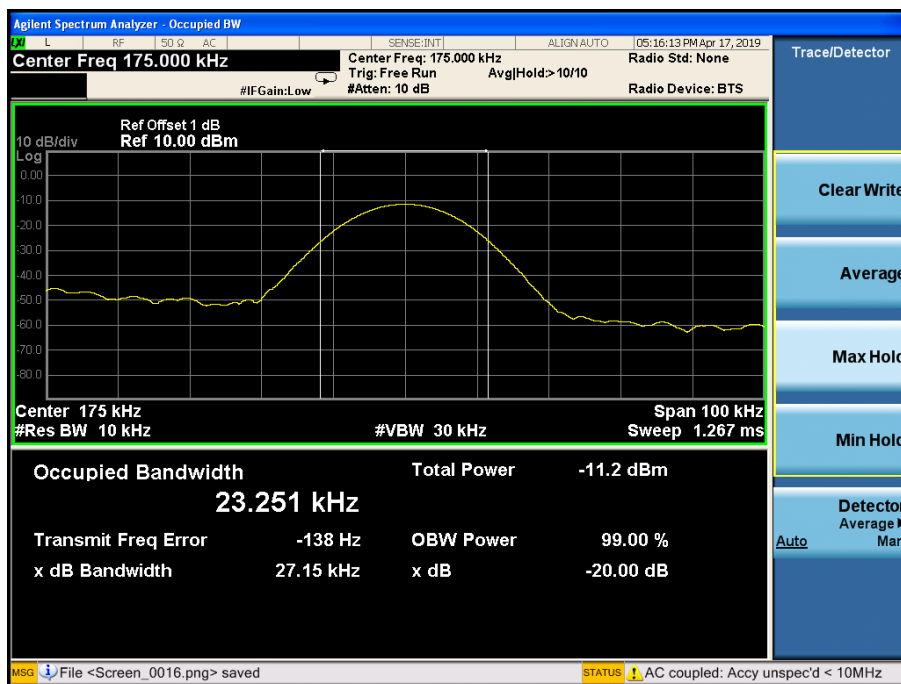 Agilent Spectrum Analyzer - Occupied BW
LXI L RF 50 Ω AC SENSE:INT ALIGN AUTO 05:16:13 PM Apr 17, 2019
Center Freq 175.000 kHz Center Freq: 175.000 kHz Radio Std: None
Trig: Free Run Avg|Hold:>10/10
#IFGain:Low #Atten: 10 dB Radio Device: BTS
Trace/Detector
Ref Offset 1 dB
10 dB/div Ref 10.00 dBm
Log
0.00
-10.0
-20.0
-30.0
-40.0
-50.0
-60.0
-70.0
-80.0
Center 175 kHz Span 100 kHz
#Res BW 10 kHz #VBW 30 kHz Sweep 1.267 ms
Clear Write
Average
Max Hold
Min Hold
Detector
Average
Auto Man
Occupied Bandwidth Total Power -11.2 dBm
23.251 kHz
Transmit Freq Error -138 Hz OBW Power 99.00 %
x dB Bandwidth 27.15 kHz x dB -20.00 dB
MSG File <Screen_0016.png> saved STATUS AC coupled: Accy unspec'd < 10MHz